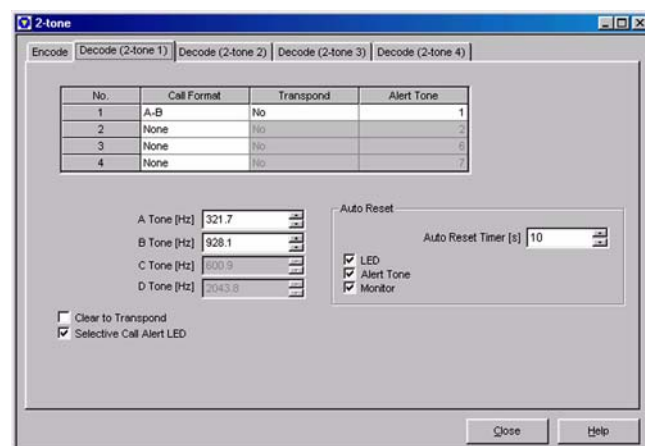 2-tone
Encode Decode (2-tone 1) Decode (2-tone 2) Decode (2-tone 3) Decode (2-tone 4)
No. Call Format Transpond Alert Tone
1 A-B No 1
2 None No 2
3 None No 6
4 None No 7
A Tone [Hz] 321.7
B Tone [Hz] 928.1
C Tone [Hz] 600.9
D Tone [Hz] 2043.8
Auto Reset
Auto Reset Timer [s] 10
LED
Alert Tone
Monitor
Clear to Transpond
Selective Call Alert LED
Close Help